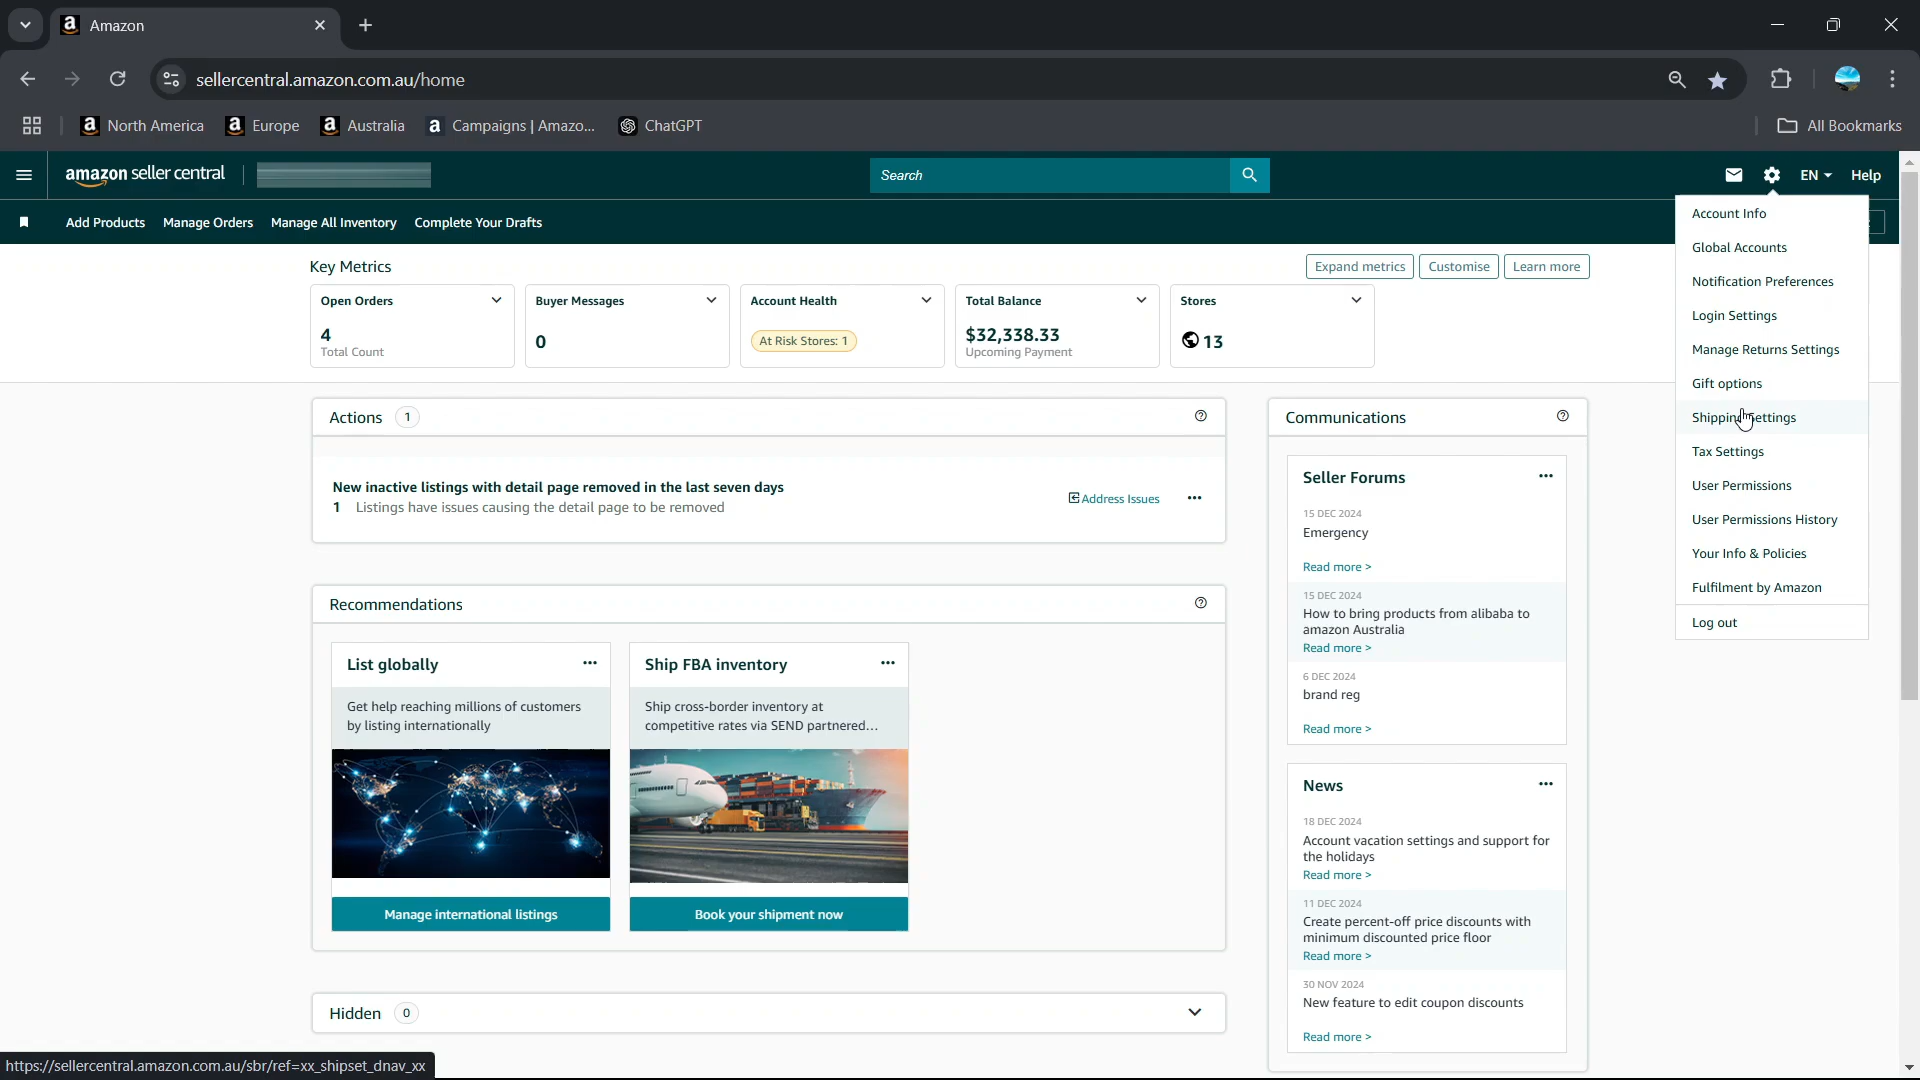 Amazon
sellercentral.amazon.com.au/home
North America
Europe
Australia
Campaigns | Amazo...
ChatGPT
All Bookmarks
amazon seller central
Search
EN
Help
Add Products
Manage Orders
Manage All Inventory
Complete Your Drafts
Account Info
Global Accounts
Notification Preferences
Login Settings
Manage Returns Settings
Gift options
Shipping Settings
Tax Settings
User Permissions
User Permissions History
Your Info & Policies
Fulfilment by Amazon
Log out
Key Metrics
Expand metrics
Customise
Learn more
Open Orders
4
Total Count
Buyer Messages
0
Account Health
At Risk Stores: 1
Total Balance
$32,338.33
Upcoming Payment
Stores
13
Actions 1
New inactive listings with detail page removed in the last seven days
1 Listings have issues causing the detail page to be removed
Address Issues
Recommendations
List globally
Get help reaching millions of customers
by listing internationally
Manage international listings
Ship FBA inventory
Ship cross-border inventory at
competitive rates via SEND partnered...
Book your shipment now
Hidden 0
Communications
Seller Forums
15 DEC 2024
Emergency
Read more >
15 DEC 2024
How to bring products from alibaba to
amazon Australia
Read more >
6 DEC 2024
brand reg
Read more >
News
18 DEC 2024
Account vacation settings and support for
the holidays
Read more >
11 DEC 2024
Create percent-off price discounts with
minimum discounted price floor
Read more >
30 NOV 2024
New feature to edit coupon discounts
Read more >
https://sellercentral.amazon.com.au/sbr/ref=xx_shipset_dnav_xx